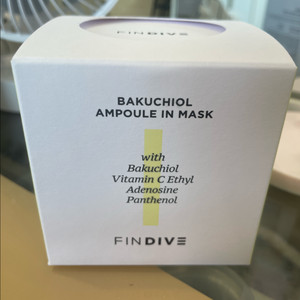 FINDIVE
BAKUCHIOL
AMPOULE IN MASK
with
Bakuchiol
Vitamin C Ethyl
Adenosine
Panthenol
FINDIVE